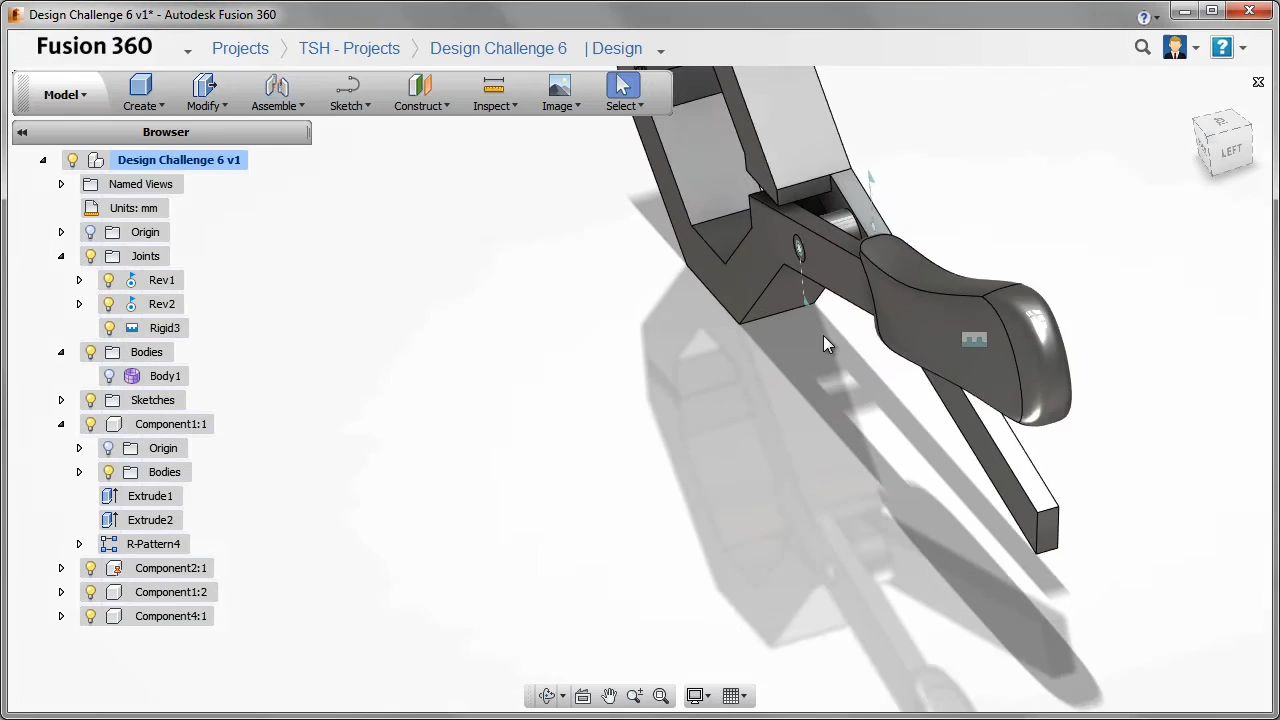 Design Challenge 6 v1* - Autodesk Fusion 360
Fusion 360
Projects
TSH - Projects
Design Challenge 6
| Design
Model
Create
Modify
Assemble
Sketch
Construct
Inspect
Image
Select
Browser
Design Challenge 6 v1
Named Views
Units: mm
Origin
Joints
Rev1
Rev2
Rigid3
Bodies
Body1
Sketches
Component1:1
Origin
Bodies
Extrude1
Extrude2
R-Pattern4
Component2:1
Component1:2
Component4:1
LEFT